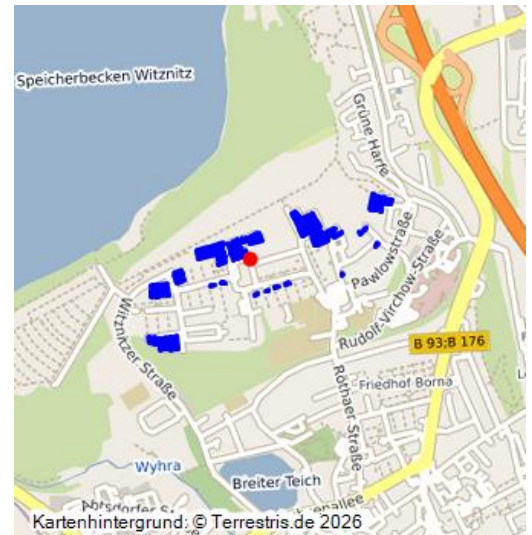 Speicherbecken Witznitz
Grüne Harfe
Pawlowstraße
Rudolf-Virchow-Straße
Witznitzer Straße
B 93;B 176
Friedhof Borna
Röthaer Straße
Wyhra
Breiter Teich
Kartenhintergrund: © Terrestris.de 2026